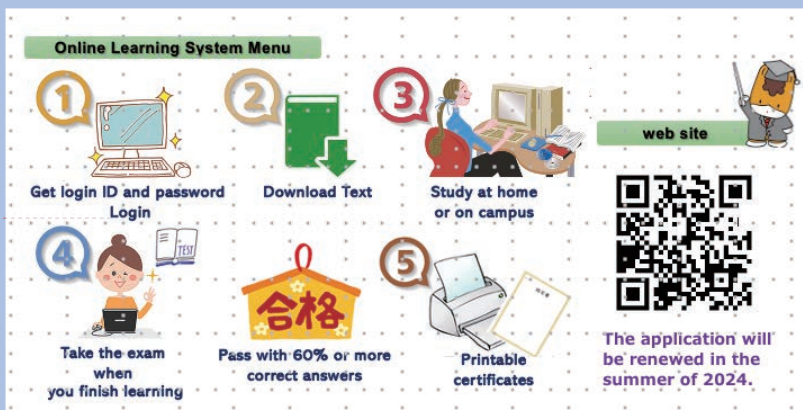 Online Learning System Menu
1
Get login ID and password
Login
2
Download Text
3
Study at home
or on campus
4
TEST
Take the exam
when
you finish learning
合格
Pass with 60% or more
correct answers
5
Printable
certificates
web site
The application will
be renewed in the
summer of 2024.